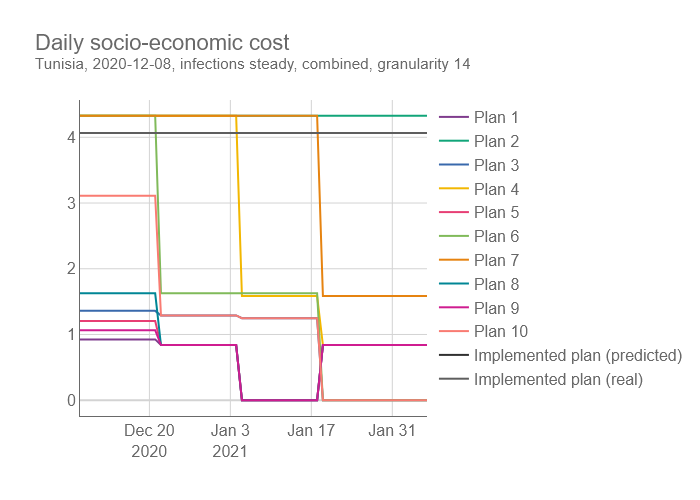 Daily socio-economic cost
Tunisia, 2020-12-08, infections steady, combined, granularity 14
4
3
2
1
0
Dec 20
2020
Jan 3
2021
Jan 17
Jan 31
Plan 1
Plan 2
Plan 3
Plan 4
Plan 5
Plan 6
Plan 7
Plan 8
Plan 9
Plan 10
Implemented plan (predicted)
Implemented plan (real)